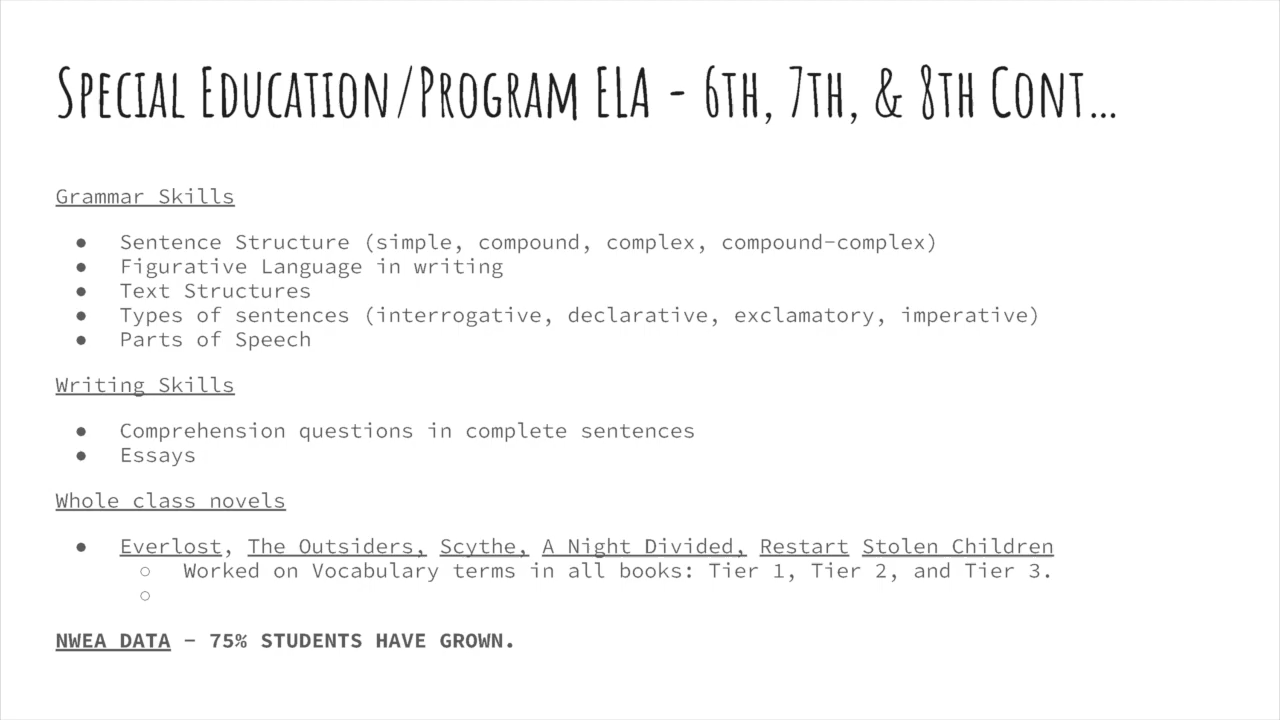 Special Education/Program ELA - 6th, 7th, & 8th Cont...
Grammar Skills
● Sentence Structure (simple, compound, complex, compound-complex)
● Figurative Language in writing
● Text Structures
● Types of sentences (interrogative, declarative, exclamatory, imperative)
● Parts of Speech
Writing Skills
● Comprehension questions in complete sentences
● Essays
Whole class novels
● Everlost, The Outsiders, Scythe, A Night Divided, Restart Stolen Children
○ Worked on Vocabulary terms in all books: Tier 1, Tier 2, and Tier 3.
○
NWEA DATA - 75% STUDENTS HAVE GROWN.